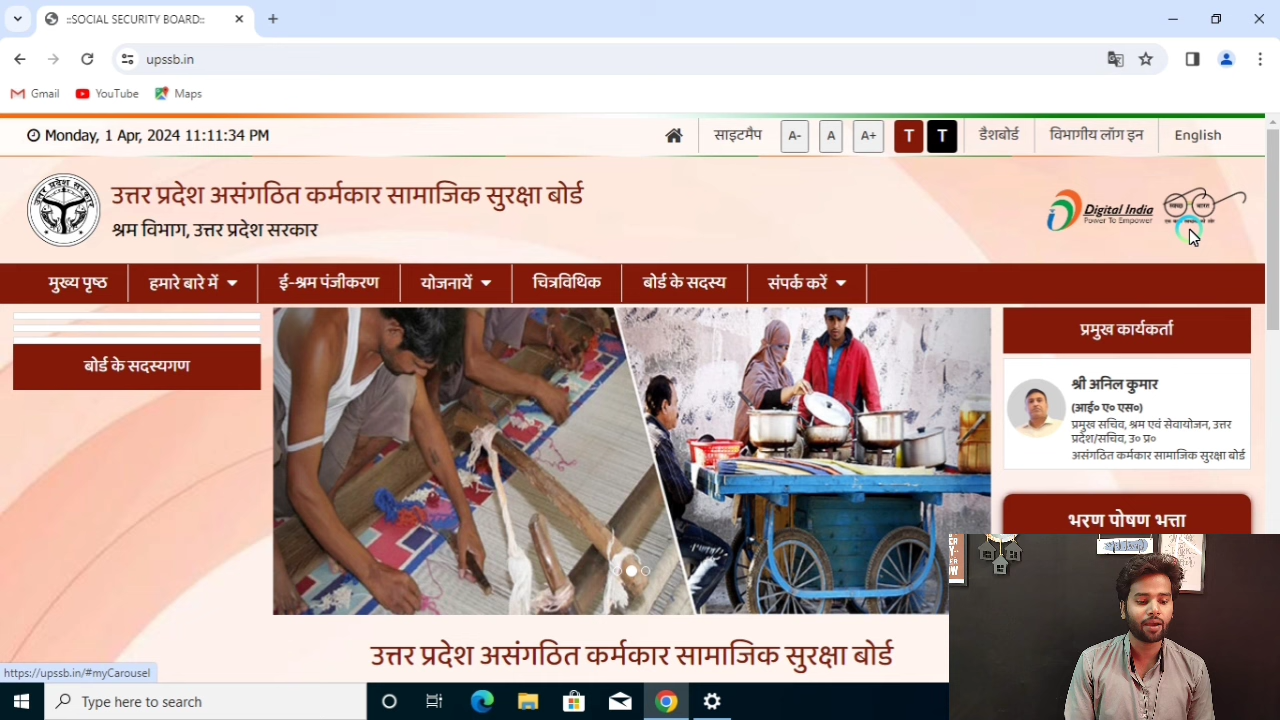 ::SOCIAL SECURITY BOARD::
upssb.in
Gmail YouTube Maps
Monday, 1 Apr, 2024 11:11:34 PM
साइटमैप A- A A+ T T डैशबोर्ड विभागीय लॉग इन English
उत्तर प्रदेश असंगठित कर्मकार सामाजिक सुरक्षा बोर्ड
श्रम विभाग, उत्तर प्रदेश सरकार
Digital India
Power To Empower
स्वच्छ भारत
मुख्य पृष्ठ हमारे बारे में ई-श्रम पंजीकरण योजनायें चित्रविथिक बोर्ड के सदस्य संपर्क करें
बोर्ड के सदस्यगण
प्रमुख कार्यकर्ता
श्री अनिल कुमार
(आई० ए० एस०)
प्रमुख सचिव, श्रम एवं सेवायोजन, उत्तर
प्रदेश/सचिव, उ० प्र०
असंगठित कर्मकार सामाजिक सुरक्षा बोर्ड
भरण पोषण भत्ता
उत्तर प्रदेश असंगठित कर्मकार सामाजिक सुरक्षा बोर्ड
https://upssb.in/#myCarousel
Type here to search